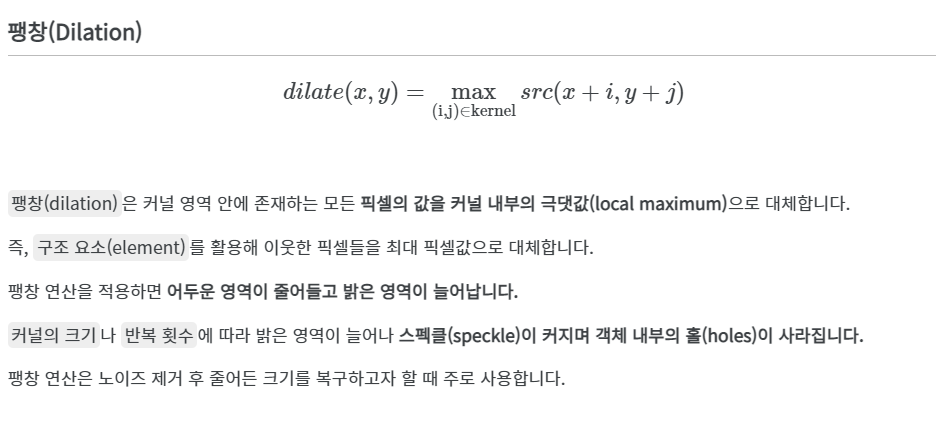 팽창(Dilation)
dilate(x, y) = max src(x + i, y + j)
(i,j)∈kernel
팽창(dilation)은 커널 영역 안에 존재하는 모든 픽셀의 값을 커널 내부의 극댓값(local maximum)으로 대체합니다.
즉, 구조 요소(element)를 활용해 이웃한 픽셀들을 최대 픽셀값으로 대체합니다.
팽창 연산을 적용하면 어두운 영역이 줄어들고 밝은 영역이 늘어납니다.
커널의 크기나 반복 횟수에 따라 밝은 영역이 늘어나 스펙클(speckle)이 커지며 객체 내부의 홀(holes)이 사라집니다.
팽창 연산은 노이즈 제거 후 줄어든 크기를 복구하고자 할 때 주로 사용합니다.